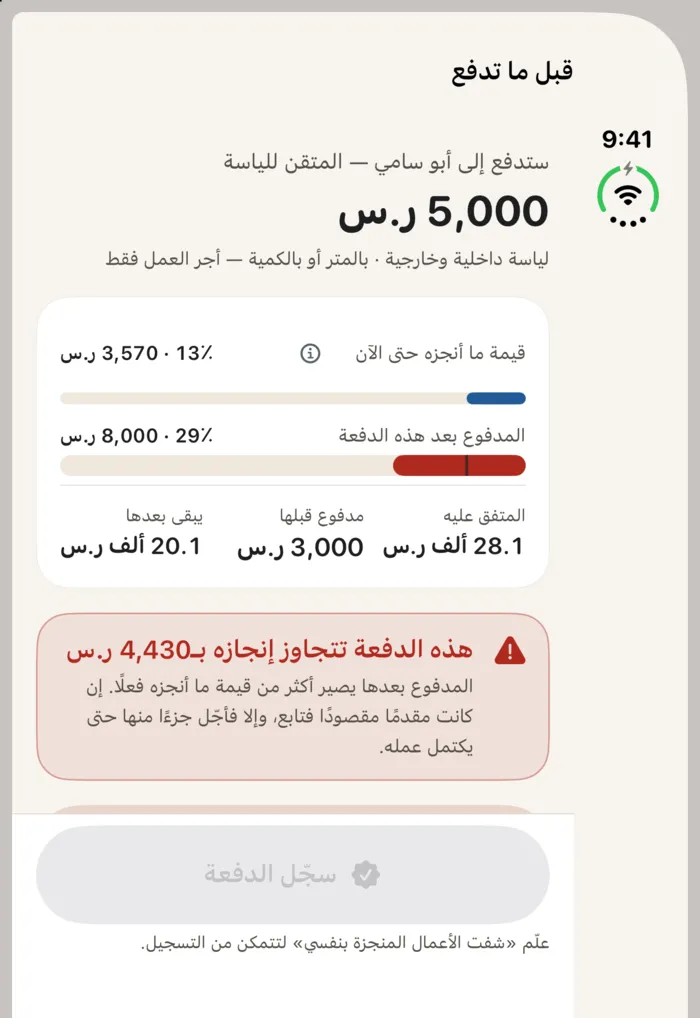 قبل ما تدفع
9:41
ستدفع إلى أبو سامي — المتقن للياسة
5,000 ر.س
لياسة داخلية وخارجية · بالمتر أو بالكمية — أجر العمل فقط
قيمة ما أنجزه حتى الآن
3,570 ر.س · 13٪
المدفوع بعد هذه الدفعة
8,000 ر.س · 29٪
المتفق عليه
مدفوع قبلها
يبقى بعدها
28.1 ألف ر.س
3,000 ر.س
20.1 ألف ر.س
هذه الدفعة تتجاوز إنجازه بـ4,430 ر.س
المدفوع بعدها يصير أكثر من قيمة ما أنجزه فعلًا. إن
كانت مقدمًا مقصودًا فتابع، وإلا فأجّل جزءًا منها حتى
يكتمل عمله.
سجّل الدفعة
علّم «شفت الأعمال المنجزة بنفسي» لتتمكن من التسجيل.